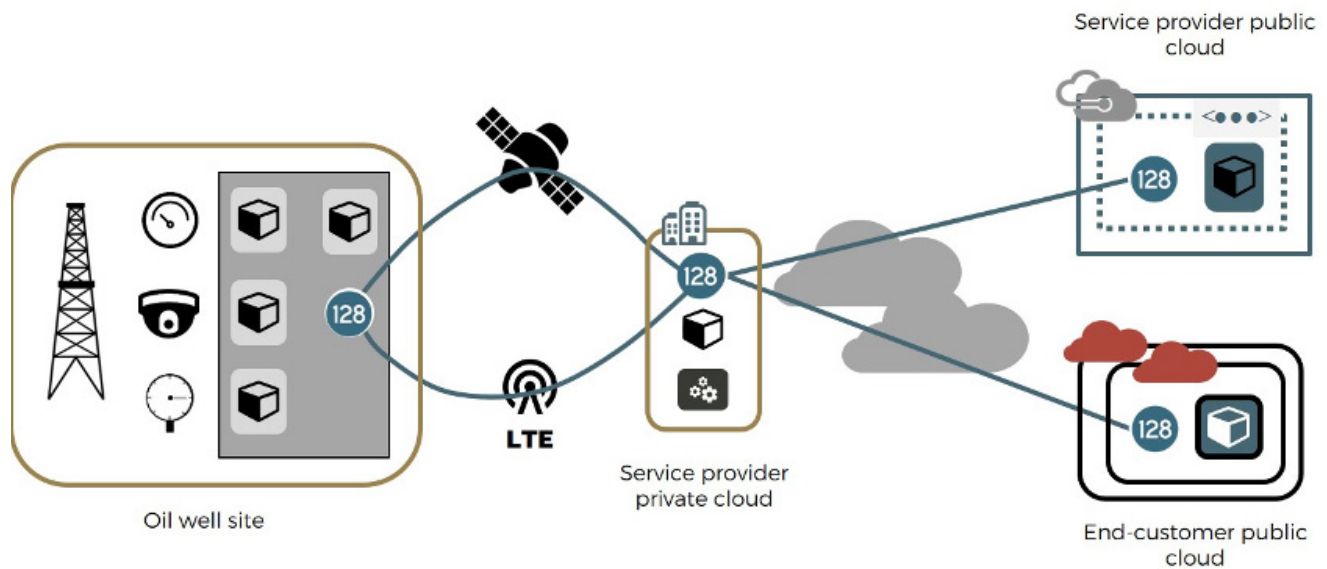 Service provider public
cloud
<●●●>
128
128
128
LTE
128
Service provider
private cloud
Oil well site
End-customer public
cloud